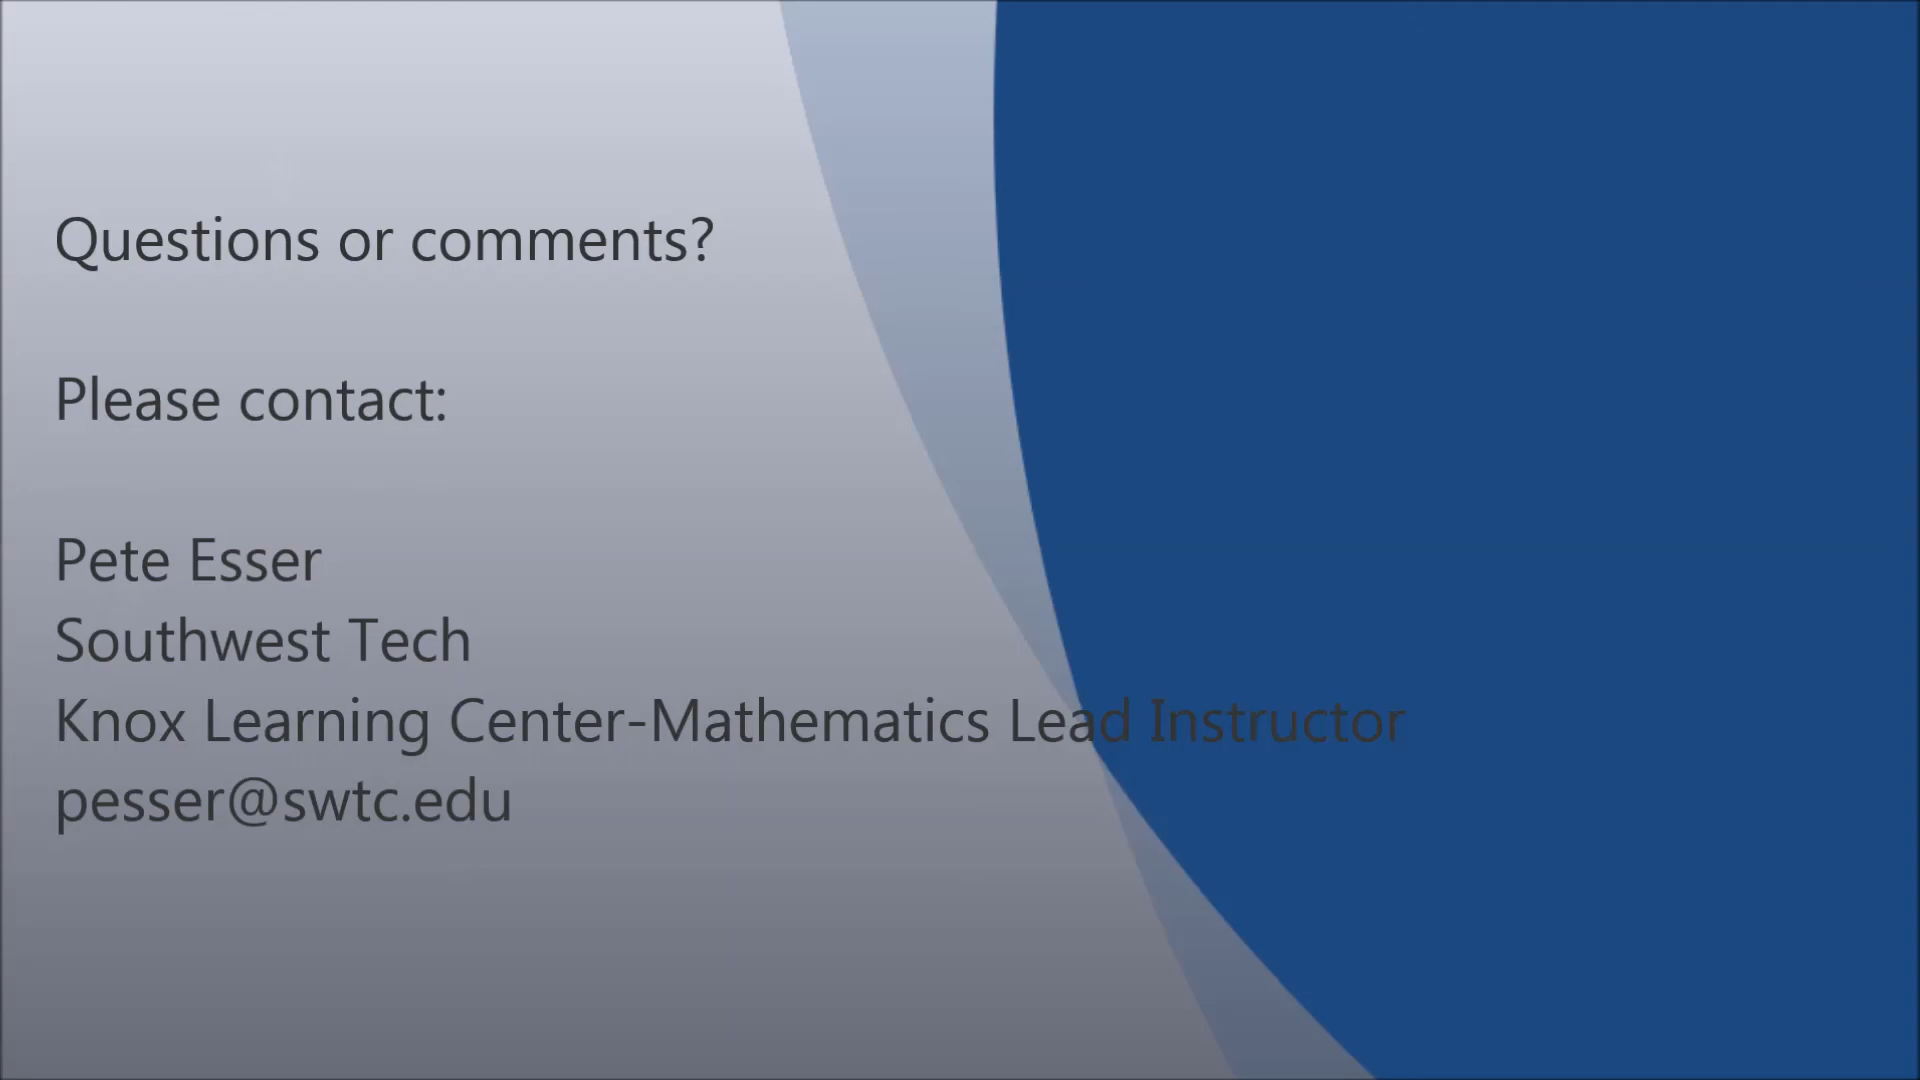 Questions or comments?
Please contact:
Pete Esser
Southwest Tech
Knox Learning Center-Mathematics Lead Instructor
pesser@swtc.edu